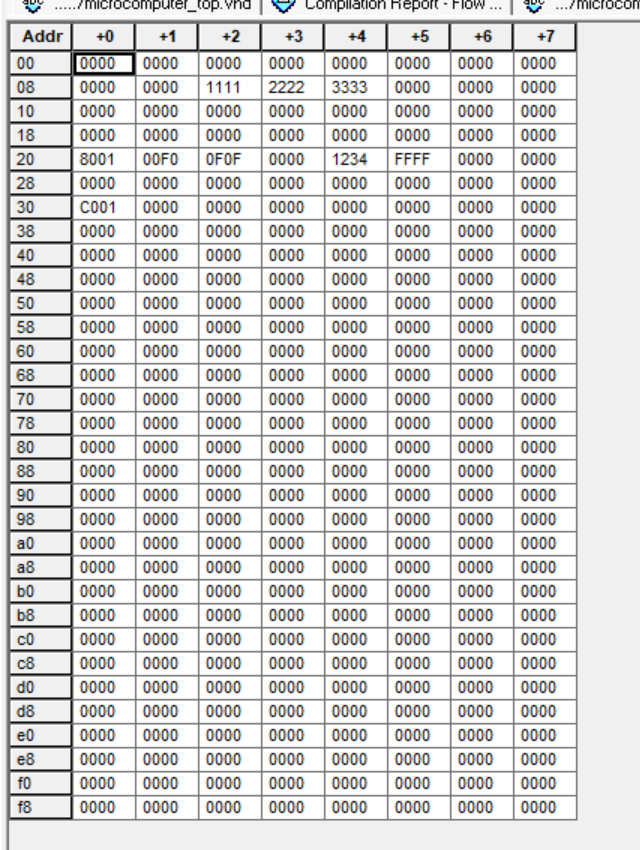 ...../microcomputer_top.vhd Compilation Report - Flow ... .../microcom
Addr +0 +1 +2 +3 +4 +5 +6 +7
00 0000 0000 0000 0000 0000 0000 0000 0000
08 0000 0000 1111 2222 3333 0000 0000 0000
10 0000 0000 0000 0000 0000 0000 0000 0000
18 0000 0000 0000 0000 0000 0000 0000 0000
20 8001 00F0 0F0F 0000 1234 FFFF 0000 0000
28 0000 0000 0000 0000 0000 0000 0000 0000
30 C001 0000 0000 0000 0000 0000 0000 0000
38 0000 0000 0000 0000 0000 0000 0000 0000
40 0000 0000 0000 0000 0000 0000 0000 0000
48 0000 0000 0000 0000 0000 0000 0000 0000
50 0000 0000 0000 0000 0000 0000 0000 0000
58 0000 0000 0000 0000 0000 0000 0000 0000
60 0000 0000 0000 0000 0000 0000 0000 0000
68 0000 0000 0000 0000 0000 0000 0000 0000
70 0000 0000 0000 0000 0000 0000 0000 0000
78 0000 0000 0000 0000 0000 0000 0000 0000
80 0000 0000 0000 0000 0000 0000 0000 0000
88 0000 0000 0000 0000 0000 0000 0000 0000
90 0000 0000 0000 0000 0000 0000 0000 0000
98 0000 0000 0000 0000 0000 0000 0000 0000
a0 0000 0000 0000 0000 0000 0000 0000 0000
a8 0000 0000 0000 0000 0000 0000 0000 0000
b0 0000 0000 0000 0000 0000 0000 0000 0000
b8 0000 0000 0000 0000 0000 0000 0000 0000
c0 0000 0000 0000 0000 0000 0000 0000 0000
c8 0000 0000 0000 0000 0000 0000 0000 0000
d0 0000 0000 0000 0000 0000 0000 0000 0000
d8 0000 0000 0000 0000 0000 0000 0000 0000
e0 0000 0000 0000 0000 0000 0000 0000 0000
e8 0000 0000 0000 0000 0000 0000 0000 0000
f0 0000 0000 0000 0000 0000 0000 0000 0000
f8 0000 0000 0000 0000 0000 0000 0000 0000